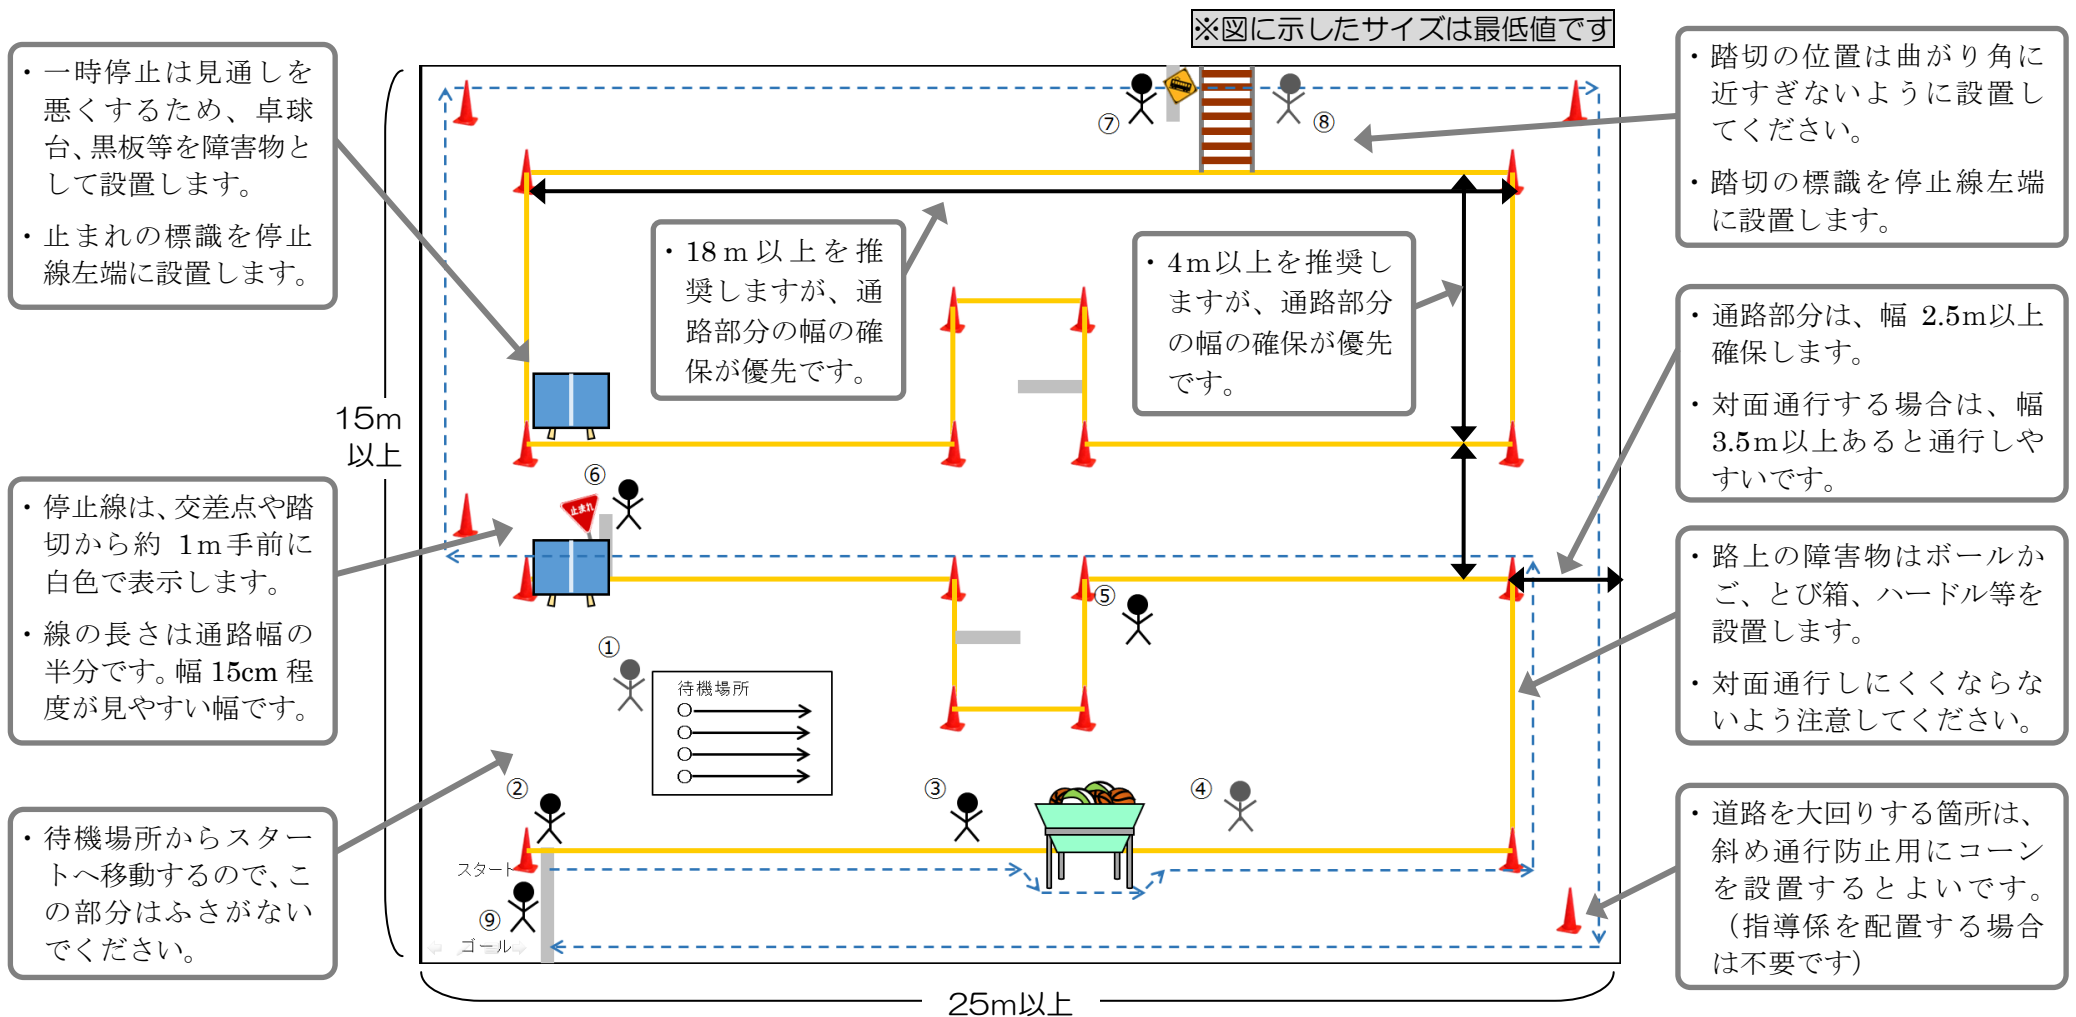 ※図に示したサイズは最低値です
・一時停止は見通しを
悪くするため、卓球
台、黒板等を障害物と
して設置します。
・止まれの標識を停止
線左端に設置します。
・停止線は、交差点や踏
切から約 1m手前に
白色で表示します。
・線の長さは通路幅の
半分です。幅 15cm 程
度が見やすい幅です。
・待機場所からスター
トへ移動するので、こ
の部分はふさがない
でください。
15m
以上
⑦
⑧
・18m以上を推
奨しますが、通
路部分の幅の確
保が優先です。
・4m以上を推奨し
ますが、通路部分
の幅の確保が優先
です。
⑥
止まれ
⑤
①
待機場所
②
③
④
スタート
⑨
ゴール
25m以上
・踏切の位置は曲がり角に
近すぎないように設置し
てください。
・踏切の標識を停止線左端
に設置します。
・通路部分は、幅 2.5m以上
確保します。
・対面通行する場合は、幅
3.5m以上あると通行しや
すいです。
・路上の障害物はボールか
ご、とび箱、ハードル等を
設置します。
・対面通行しにくくならな
いよう注意してください。
・道路を大回りする箇所は、
斜め通行防止用にコーン
を設置するとよいです。
（指導係を配置する場合
は不要です）